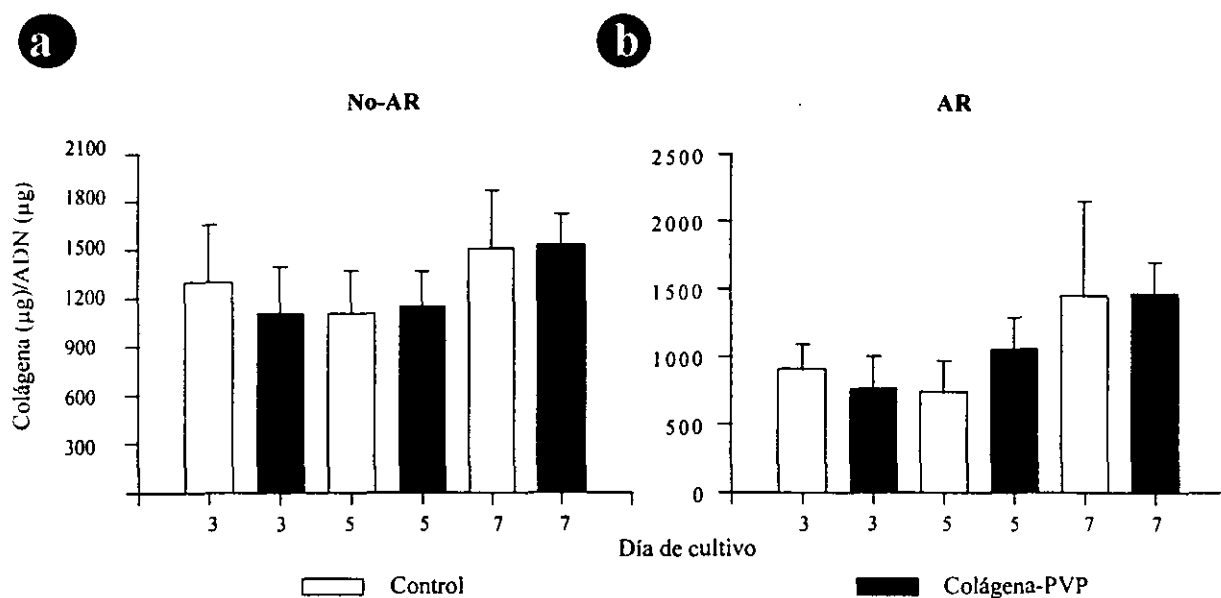 a
No-AR
Colágena (µg)/ADN (µg)
2100
1800
1500
1200
900
600
300
3 3 5 5 7 7
b
AR
2500
2000
1500
1000
500
0
3 3 5 5 7 7
Día de cultivo
Control
Colágena-PVP